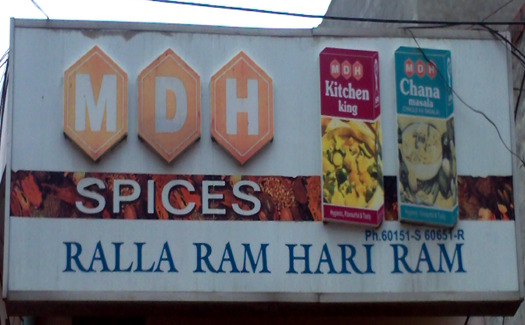 MDH
SPICES
MDH
Kitchen
king
MDH
Chana
masala
Ph.60151-S 60651-R
RALLA RAM HARI RAM